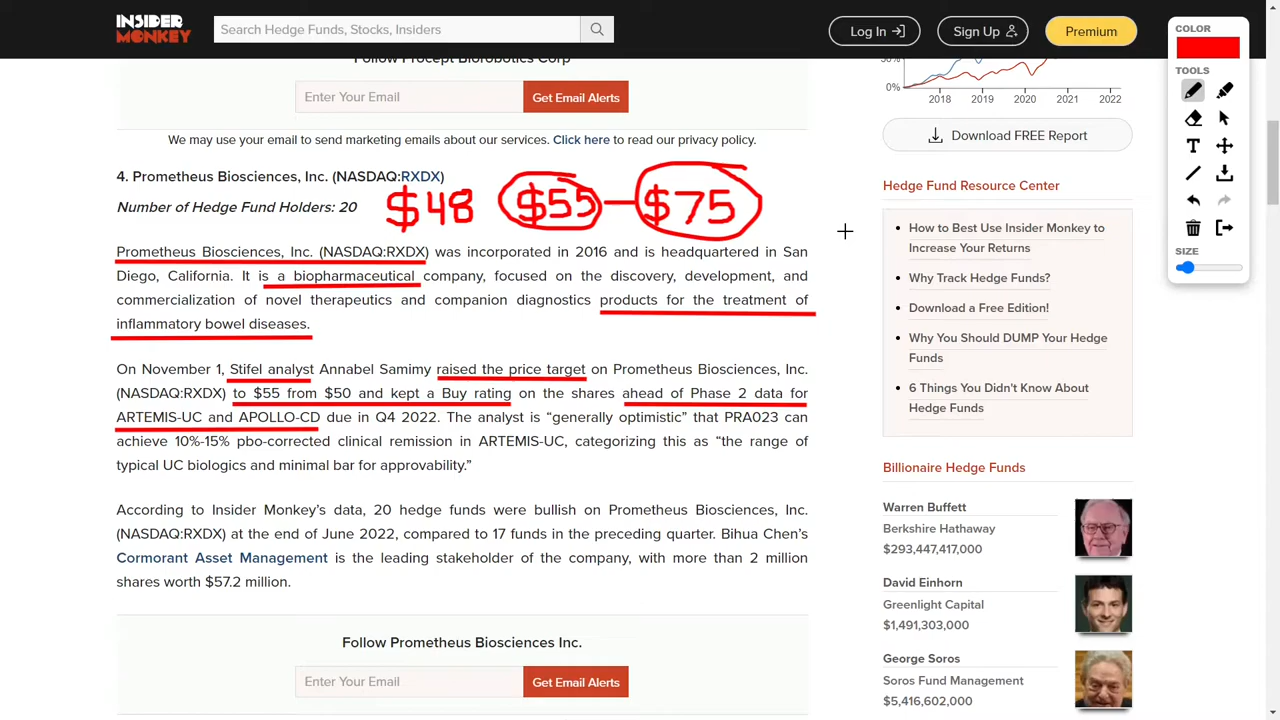 INSIDER
MONKEY
Search Hedge Funds, Stocks, Insiders
Log In
Sign Up
Premium
Follow Procept Biorobotics Corp
Enter Your Email
Get Email Alerts
We may use your email to send marketing emails about our services. Click here to read our privacy policy.
4. Prometheus Biosciences, Inc. (NASDAQ:RXDX)
Number of Hedge Fund Holders: 20
$48 $55 — $75
Prometheus Biosciences, Inc. (NASDAQ:RXDX) was incorporated in 2016 and is headquartered in San
Diego, California. It is a biopharmaceutical company, focused on the discovery, development, and
commercialization of novel therapeutics and companion diagnostics products for the treatment of
inflammatory bowel diseases.
On November 1, Stifel analyst Annabel Samimy raised the price target on Prometheus Biosciences, Inc.
(NASDAQ:RXDX) to $55 from $50 and kept a Buy rating on the shares ahead of Phase 2 data for
ARTEMIS-UC and APOLLO-CD due in Q4 2022. The analyst is “generally optimistic” that PRA023 can
achieve 10%-15% pbo-corrected clinical remission in ARTEMIS-UC, categorizing this as “the range of
typical UC biologics and minimal bar for approvability.”
According to Insider Monkey’s data, 20 hedge funds were bullish on Prometheus Biosciences, Inc.
(NASDAQ:RXDX) at the end of June 2022, compared to 17 funds in the preceding quarter. Bihua Chen’s
Cormorant Asset Management is the leading stakeholder of the company, with more than 2 million
shares worth $57.2 million.
Follow Prometheus Biosciences Inc.
Enter Your Email
Get Email Alerts
50%
0%
2018 2019 2020 2021 2022
Download FREE Report
Hedge Fund Resource Center
How to Best Use Insider Monkey to
Increase Your Returns
Why Track Hedge Funds?
Download a Free Edition!
Why You Should DUMP Your Hedge
Funds
6 Things You Didn't Know About
Hedge Funds
Billionaire Hedge Funds
Warren Buffett
Berkshire Hathaway
$293,447,417,000
David Einhorn
Greenlight Capital
$1,491,303,000
George Soros
Soros Fund Management
$5,416,602,000
COLOR
TOOLS
T
SIZE